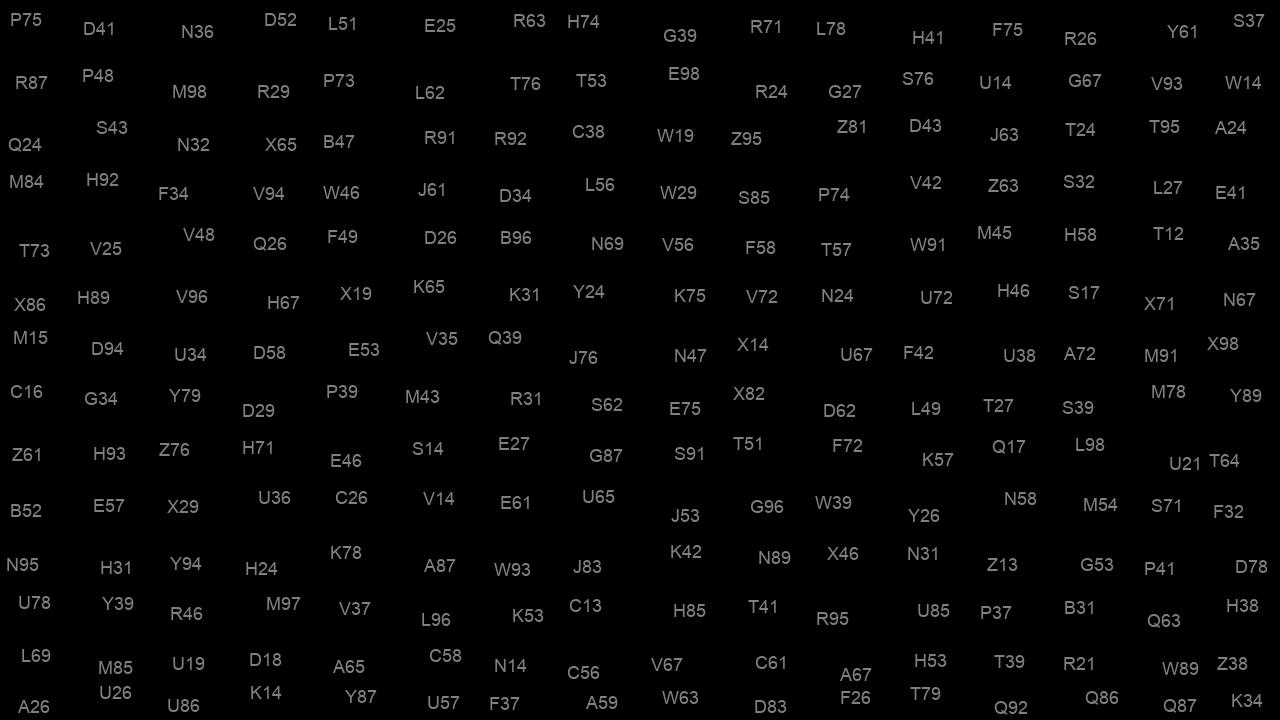 P75 D41 N36 D52 L51 E25 R63 H74 G39 R71 L78 H41 F75 R26 Y61 S37
R87 P48 M98 R29 P73 L62 T76 T53 E98 R24 G27 S76 U14 G67 V93 W14
Q24 S43 N32 X65 B47 R91 R92 C38 W19 Z95 Z81 D43 J63 T24 T95 A24
M84 H92 F34 V94 W46 J61 D34 L56 W29 S85 P74 V42 Z63 S32 L27 E41
T73 V25 V48 Q26 F49 D26 B96 N69 V56 F58 T57 W91 M45 H58 T12 A35
X86 H89 V96 H67 X19 K65 K31 Y24 K75 V72 N24 U72 H46 S17 X71 N67
M15 D94 U34 D58 E53 V35 Q39 J76 N47 X14 U67 F42 U38 A72 M91 X98
C16 G34 Y79 D29 P39 M43 R31 S62 E75 X82 D62 L49 T27 S39 M78 Y89
Z61 H93 Z76 H71 E46 S14 E27 G87 S91 T51 F72 K57 Q17 L98 U21 T64
B52 E57 X29 U36 C26 V14 E61 U65 J53 G96 W39 Y26 N58 M54 S71 F32
N95 H31 Y94 H24 K78 A87 W93 J83 K42 N89 X46 N31 Z13 G53 P41 D78
U78 Y39 R46 M97 V37 L96 K53 C13 H85 T41 R95 U85 P37 B31 Q63 H38
L69 M85 U19 D18 A65 C58 N14 C56 V67 C61 A67 H53 T39 R21 W89 Z38
A26 U26 U86 K14 Y87 U57 F37 A59 W63 D83 F26 T79 Q92 Q86 Q87 K34